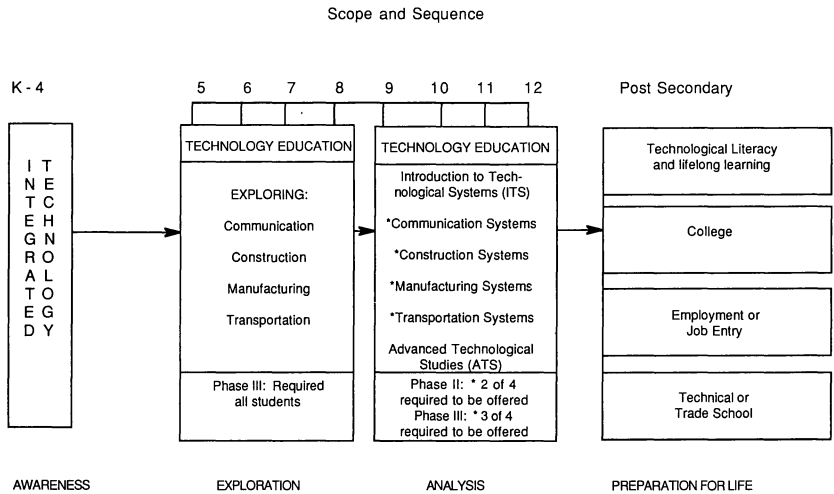 Scope and Sequence
K - 4
5 6 7 8 9 10 11 12
Post Secondary
INTEGRATED
TECHNOLOGY
TECHNOLOGY EDUCATION
EXPLORING:
Communication
Construction
Manufacturing
Transportation
Phase III: Required
all students
TECHNOLOGY EDUCATION
Introduction to Tech-
nological Systems (ITS)
*Communication Systems
*Construction Systems
*Manufacturing Systems
*Transportation Systems
Advanced Technological
Studies (ATS)
Phase II: * 2 of 4
required to be offered
Phase III: * 3 of 4
required to be offered
Technological Literacy
and lifelong learning
College
Employment or
Job Entry
Technical or
Trade School
AWARENESS
EXPLORATION
ANALYSIS
PREPARATION FOR LIFE